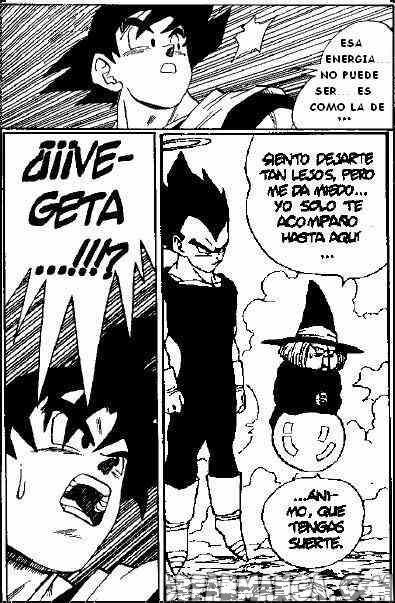 ESA
ENERGIA...
NO PUEDE
SER... ES
COMO LA DE
...
¡¡¡VE-
GETA
...!!!?
SIENTO DEJARTE
TAN LEJOS, PERO
ME DA MIEDO...
YO SOLO TE
ACOMPAÑO
HASTA AQUÍ
...
...ÁNI-
MO, QUE
TENGAS
SUERTE.